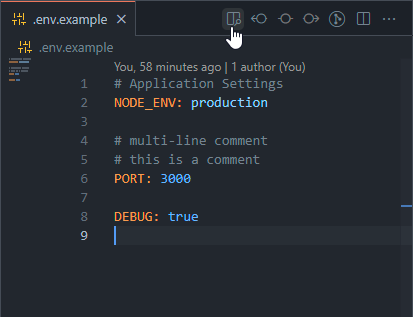 .env.example
.env.example
You, 58 minutes ago | 1 author (You)
1 # Application Settings
2 NODE_ENV: production
3
4 # multi-line comment
5 # this is a comment
6 PORT: 3000
7
8 DEBUG: true
9